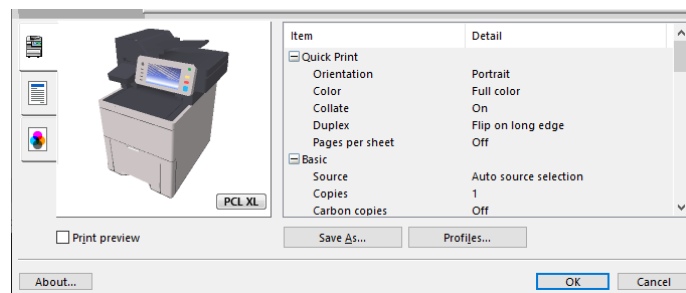 Item Detail
Quick Print
Orientation Portrait
Color Full color
Collate On
Duplex Flip on long edge
Pages per sheet Off
Basic
Source Auto source selection
Copies 1
Carbon copies Off
PCL XL
Print preview Save As... Profiles...
About... OK Cancel